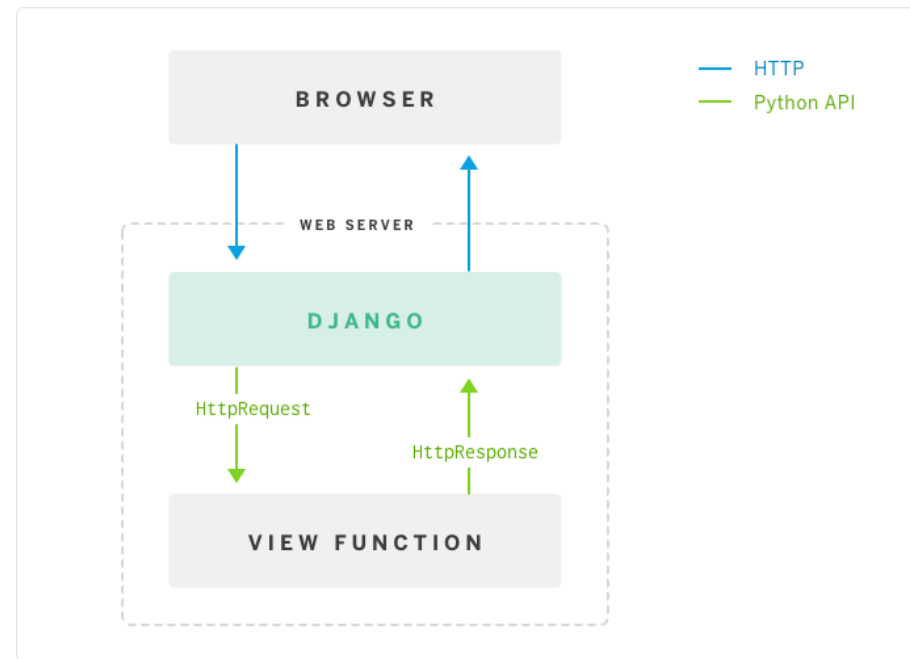 BROWSER
HTTP
Python API
WEB SERVER
DJANGO
HttpRequest
HttpResponse
VIEW FUNCTION